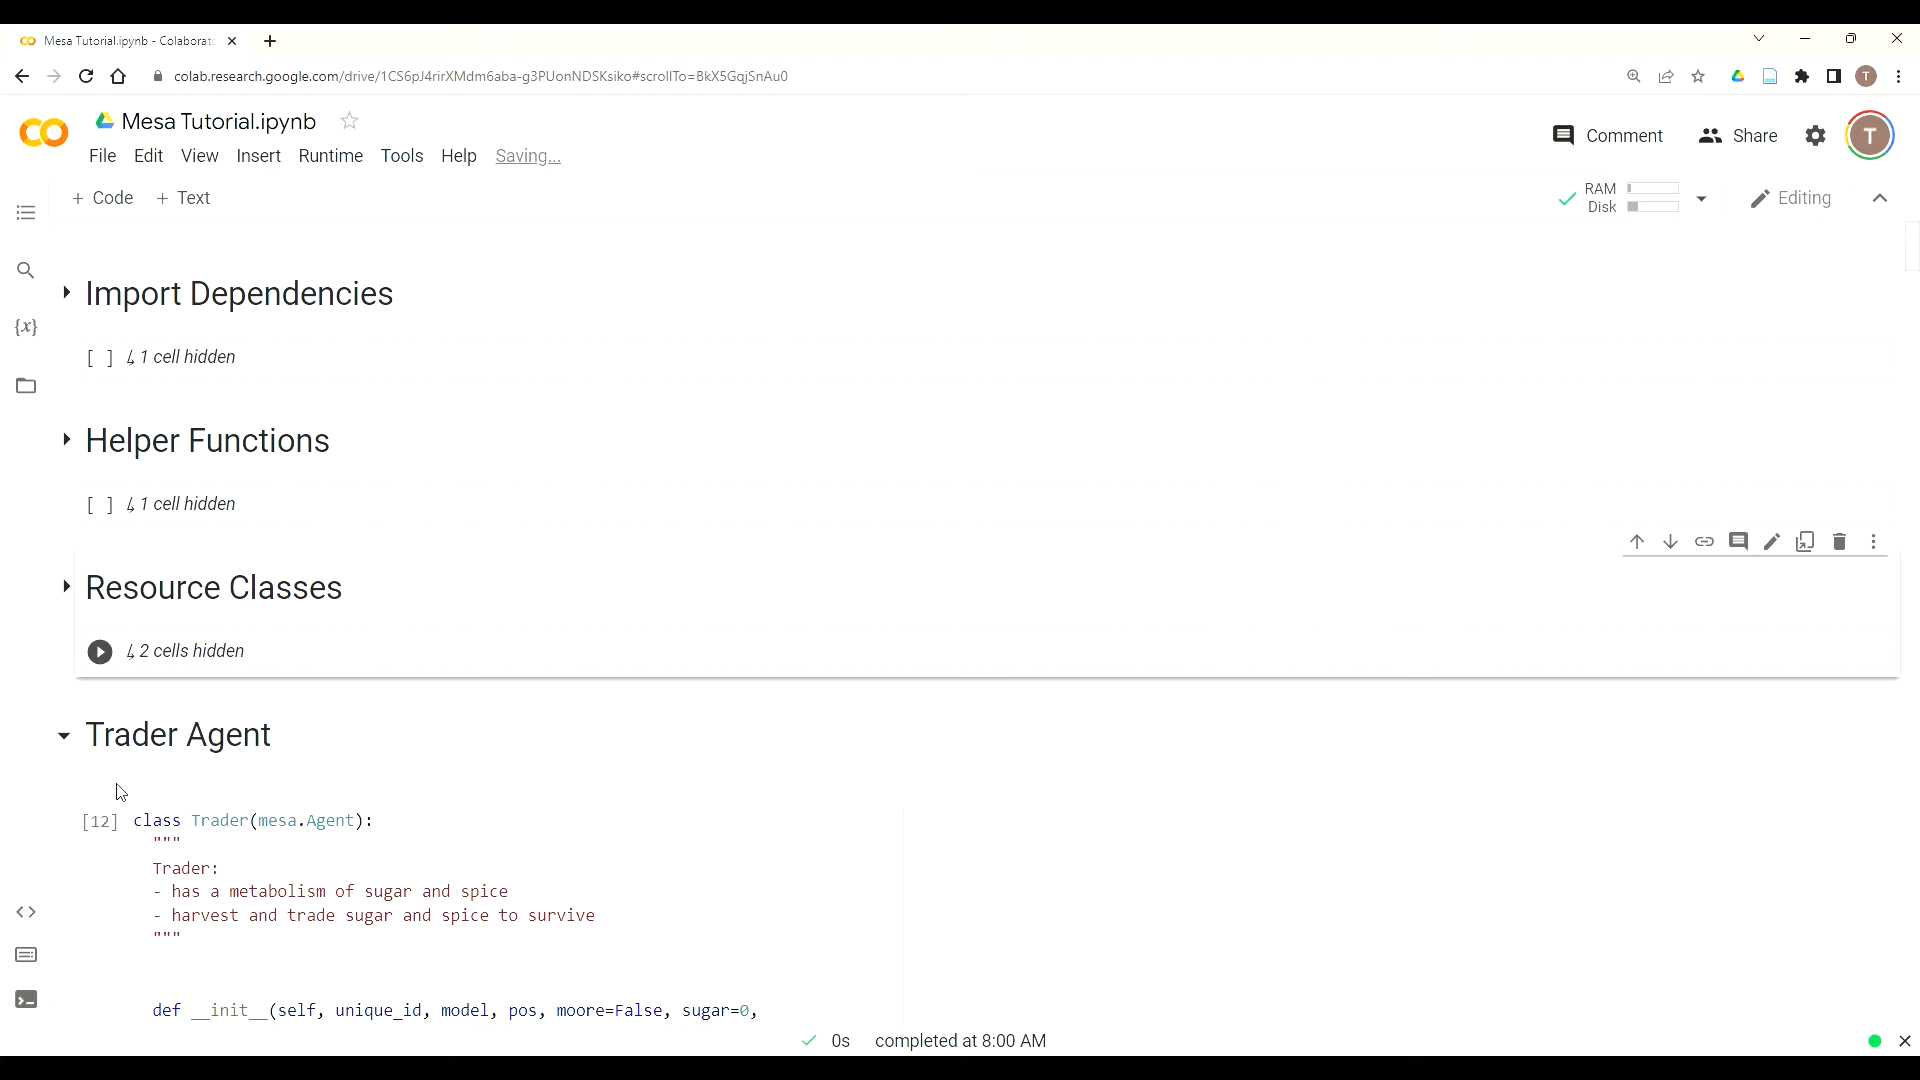 Mesa Tutorial.ipynb - Colaborat
colab.research.google.com/drive/1CS6pJ4rirXMdm6aba-g3PUonNDSKsiko#scrollTo=BkX5GqjSnAu0
T
CO
Mesa Tutorial.ipynb
Comment
Share
T
File Edit View Insert Runtime Tools Help Saving...
+ Code + Text
RAM
Disk
Editing
Import Dependencies
[ ] ↳ 1 cell hidden
{x}
Helper Functions
[ ] ↳ 1 cell hidden
Resource Classes
↳ 2 cells hidden
Trader Agent
[12] class Trader(mesa.Agent):
"""
Trader:
- has a metabolism of sugar and spice
- harvest and trade sugar and spice to survive
"""
def __init__(self, unique_id, model, pos, moore=False, sugar=0,
0s completed at 8:00 AM